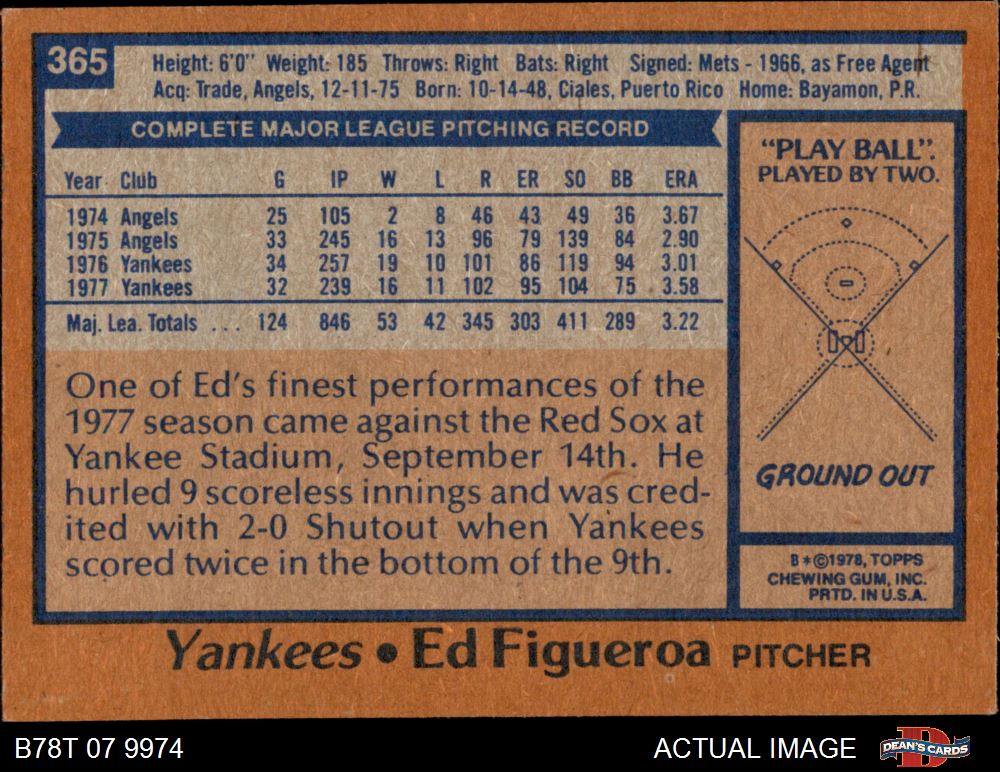 365
Height: 6'0" Weight: 185 Throws: Right Bats: Right Signed: Mets - 1966, as Free Agent
Acq: Trade, Angels, 12-11-75 Born: 10-14-48, Ciales, Puerto Rico Home: Bayamon, P.R.
COMPLETE MAJOR LEAGUE PITCHING RECORD
Year Club G IP W L R ER SO BB ERA
1974 Angels 25 105 2 8 46 43 49 36 3.67
1975 Angels 33 245 16 13 96 79 139 84 2.90
1976 Yankees 34 257 19 10 101 86 119 94 3.01
1977 Yankees 32 239 16 11 102 95 104 75 3.58
Maj. Lea. Totals ... 124 846 53 42 345 303 411 289 3.22
One of Ed's finest performances of the
1977 season came against the Red Sox at
Yankee Stadium, September 14th. He
hurled 9 scoreless innings and was cred-
ited with 2-0 Shutout when Yankees
scored twice in the bottom of the 9th.
"PLAY BALL".
PLAYED BY TWO.
GROUND OUT
B*©1978, TOPPS
CHEWING GUM, INC.
PRTD. IN U.S.A.
Yankees • Ed Figueroa PITCHER
B78T 07 9974
ACTUAL IMAGE
D
DEAN'S CARDS